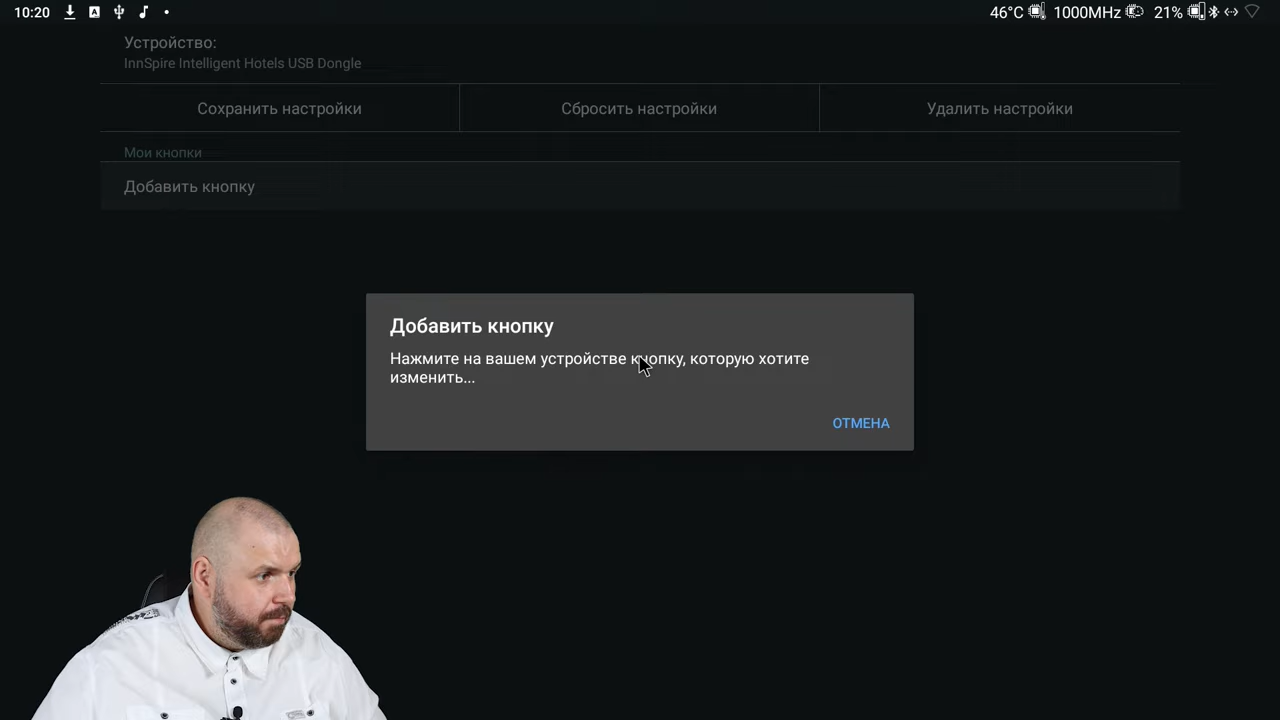 10:20
46°C 1000MHz 21%
Устройство:
InnSpire Intelligent Hotels USB Dongle
Сохранить настройки
Сбросить настройки
Удалить настройки
Мои кнопки
Добавить кнопку
Добавить кнопку
Нажмите на вашем устройстве кнопку, которую хотите
изменить...
ОТМЕНА